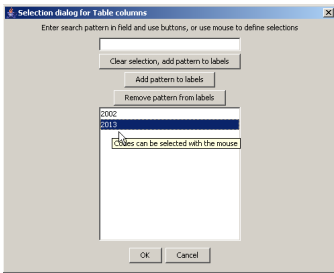 Selection dialog for Table columns
Enter search pattern in field and use buttons, or use mouse to define selections
Clear selection, add pattern to labels
Add pattern to labels
Remove pattern from labels
2002
2013
Codes can be selected with the mouse
OK Cancel